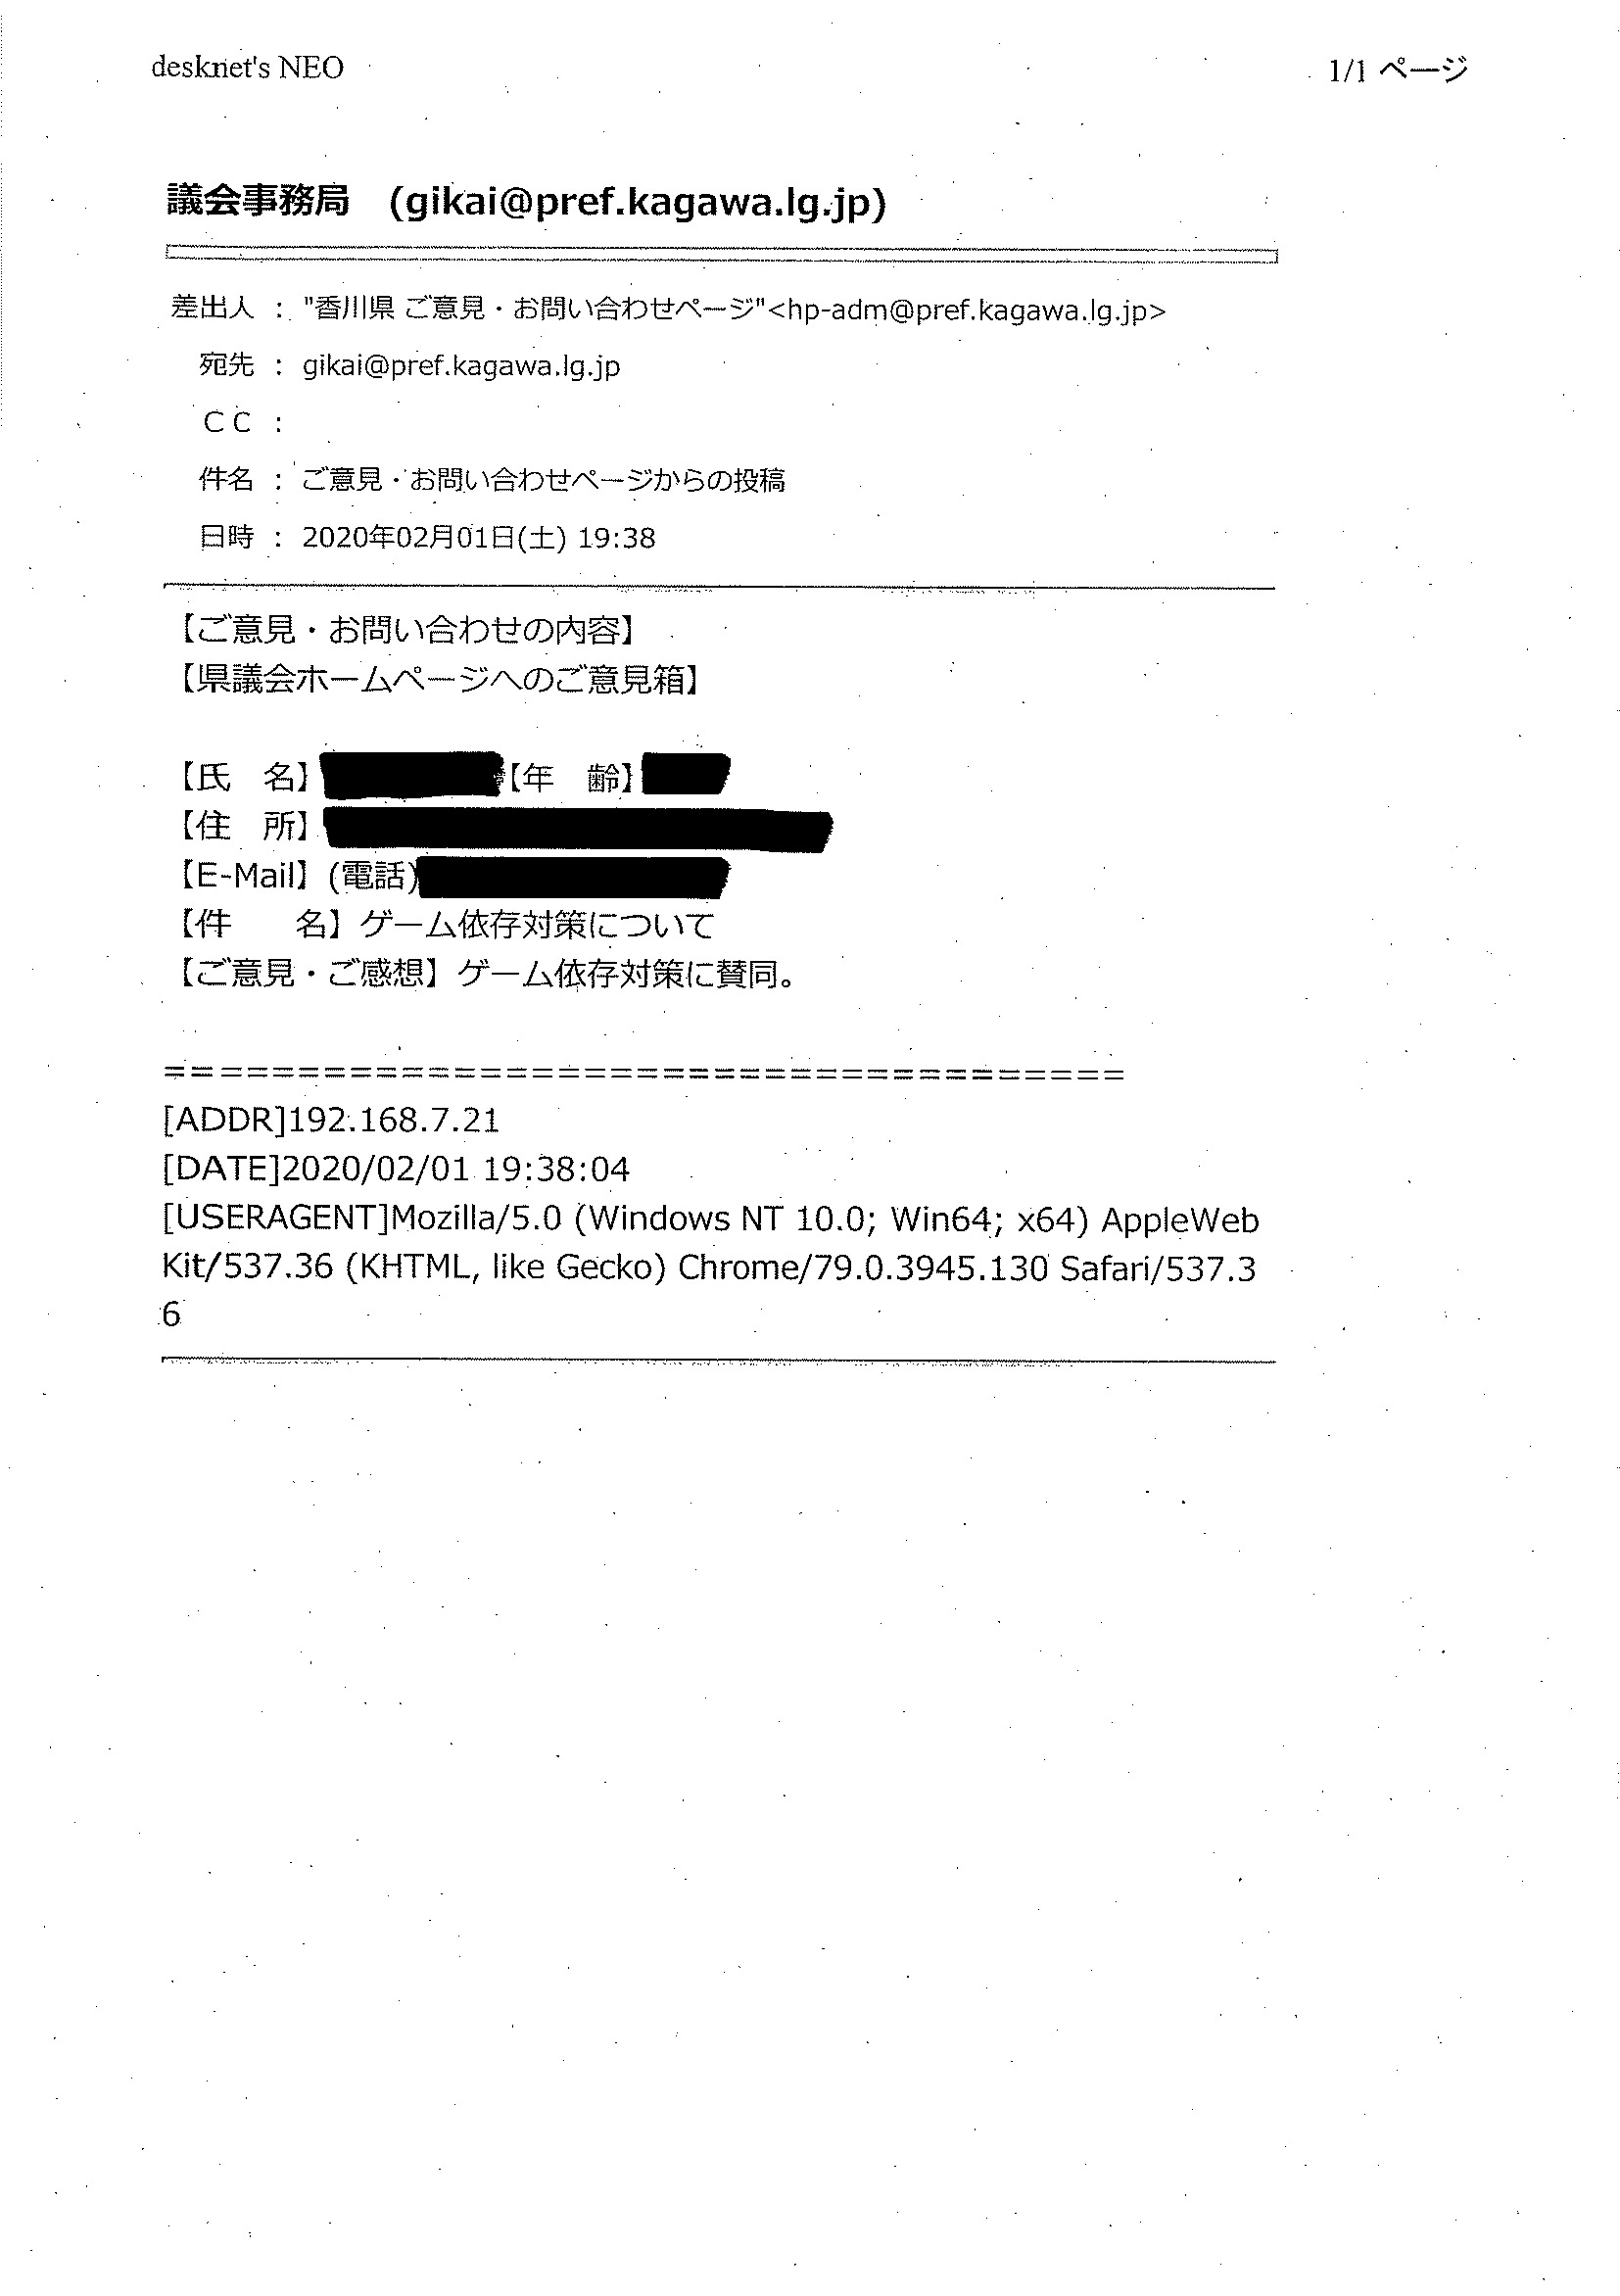 desknet's NEO 1/1 ページ
議会事務局 (gikai@pref.kagawa.lg.jp)
差出人 : "香川県 ご意見・お問い合わせページ"<hp-adm@pref.kagawa.lg.jp>
宛先 : gikai@pref.kagawa.lg.jp
CC :
件名 : ご意見・お問い合わせページからの投稿
日時 : 2020年02月01日(土) 19:38
【ご意見・お問い合わせの内容】
【県議会ホームページへのご意見箱】
【氏　名】【年　齢】
【住　所】
【E-Mail】(電話)
【件　　名】ゲーム依存対策について
【ご意見・ご感想】ゲーム依存対策に賛同。
=====================================
[ADDR]192.168.7.21
[DATE]2020/02/01 19:38:04
[USERAGENT]Mozilla/5.0 (Windows NT 10.0; Win64; x64) AppleWeb
Kit/537.36 (KHTML, like Gecko) Chrome/79.0.3945.130 Safari/537.3
6